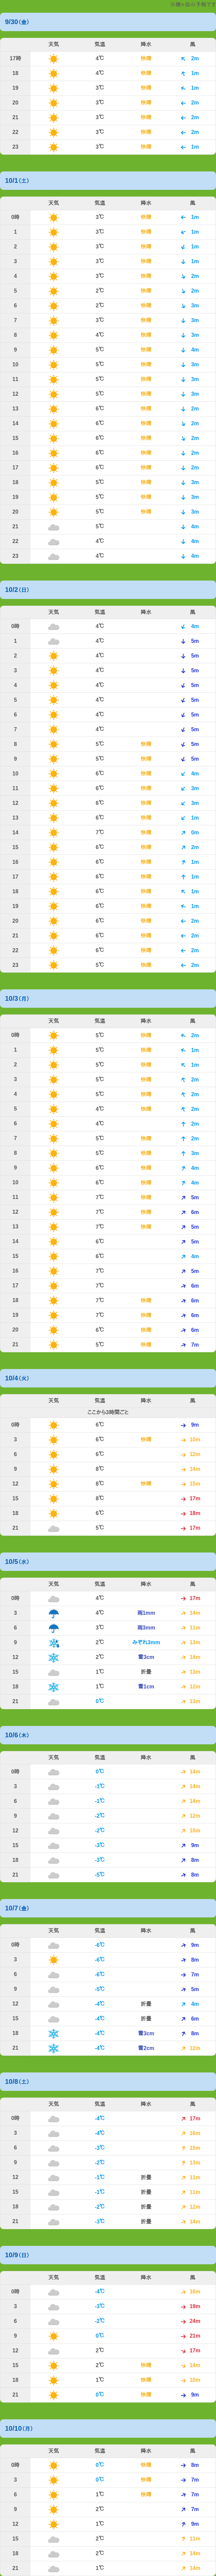 9/30(金)
天気 気温 降水 風
17時 4℃ 快晴 2m
18 4℃ 快晴 1m
19 3℃ 快晴 1m
20 3℃ 快晴 2m
21 3℃ 快晴 2m
22 3℃ 快晴 2m
23 3℃ 快晴 1m
10/1(土)
天気 気温 降水 風
0時 3℃ 快晴 1m
1 3℃ 快晴 1m
2 3℃ 快晴 1m
3 3℃ 快晴 1m
4 3℃ 快晴 2m
5 2℃ 快晴 2m
6 2℃ 快晴 3m
7 3℃ 快晴 3m
8 4℃ 快晴 3m
9 5℃ 快晴 4m
10 5℃ 快晴 3m
11 5℃ 快晴 3m
12 5℃ 快晴 3m
13 6℃ 快晴 2m
14 6℃ 快晴 2m
15 6℃ 快晴 2m
16 6℃ 快晴 2m
17 6℃ 快晴 2m
18 5℃ 快晴 3m
19 5℃ 快晴 3m
20 5℃ 快晴 3m
21 5℃ 4m
22 4℃ 4m
23 4℃ 4m
10/2(日)
天気 気温 降水 風
0時 4℃ 4m
1 4℃ 5m
2 4℃ 5m
3 4℃ 5m
4 4℃ 5m
5 4℃ 5m
6 4℃ 5m
7 4℃ 5m
8 5℃ 快晴 5m
9 5℃ 快晴 5m
10 6℃ 快晴 4m
11 6℃ 快晴 3m
12 6℃ 快晴 3m
13 6℃ 快晴 1m
14 7℃ 快晴 0m
15 6℃ 快晴 2m
16 6℃ 快晴 1m
17 6℃ 快晴 1m
18 6℃ 快晴 1m
19 6℃ 快晴 1m
20 6℃ 快晴 2m
21 6℃ 快晴 2m
22 6℃ 快晴 2m
23 5℃ 快晴 2m
10/3(月)
天気 気温 降水 風
0時 5℃ 快晴 2m
1 5℃ 快晴 1m
2 5℃ 快晴 1m
3 5℃ 快晴 2m
4 5℃ 快晴 2m
5 4℃ 快晴 2m
6 4℃ 2m
7 5℃ 快晴 2m
8 5℃ 快晴 3m
9 6℃ 快晴 4m
10 6℃ 快晴 4m
11 7℃ 快晴 5m
12 7℃ 快晴 6m
13 7℃ 快晴 5m
14 6℃ 5m
15 6℃ 4m
16 7℃ 5m
17 7℃ 6m
18 7℃ 快晴 6m
19 7℃ 快晴 6m
20 6℃ 快晴 6m
21 5℃ 快晴 7m
10/4(火)
天気 気温 降水 風
ここから3時間ごと
0時 6℃ 9m
3 6℃ 快晴 10m
6 6℃ 12m
9 8℃ 14m
12 8℃ 快晴 15m
15 8℃ 17m
18 6℃ 18m
21 5℃ 17m
10/5(水)
天気 気温 降水 風
0時 4℃ 17m
3 4℃ 雨1mm 14m
6 3℃ 雨3mm 11m
9 2℃ みぞれ3mm 13m
12 2℃ 雪3cm 14m
15 1℃ 折曇 13m
18 1℃ 雪1cm 12m
21 0℃ 13m
10/6(木)
天気 気温 降水 風
0時 0℃ 14m
3 -1℃ 14m
6 -1℃ 14m
9 -2℃ 12m
12 -2℃ 10m
15 -3℃ 9m
18 -3℃ 8m
21 -5℃ 8m
10/7(金)
天気 気温 降水 風
0時 -6℃ 9m
3 -6℃ 8m
6 -6℃ 7m
9 -5℃ 5m
12 -4℃ 折曇 4m
15 -4℃ 折曇 6m
18 -4℃ 雪3cm 8m
21 -4℃ 雪2cm 12m
10/8(土)
天気 気温 降水 風
0時 -4℃ 17m
3 -4℃ 16m
6 -3℃ 15m
9 -2℃ 13m
12 -1℃ 折曇 11m
15 -1℃ 折曇 11m
18 -2℃ 折曇 12m
21 -3℃ 折曇 14m
10/9(日)
天気 気温 降水 風
0時 -4℃ 16m
3 -3℃ 19m
6 -2℃ 24m
9 0℃ 21m
12 2℃ 17m
15 2℃ 快晴 14m
18 1℃ 快晴 10m
21 0℃ 快晴 9m
10/10(月)
天気 気温 降水 風
0時 0℃ 快晴 8m
3 0℃ 快晴 7m
6 1℃ 快晴 7m
9 2℃ 7m
12 1℃ 9m
15 2℃ 11m
18 2℃ 14m
21 1℃ 14m